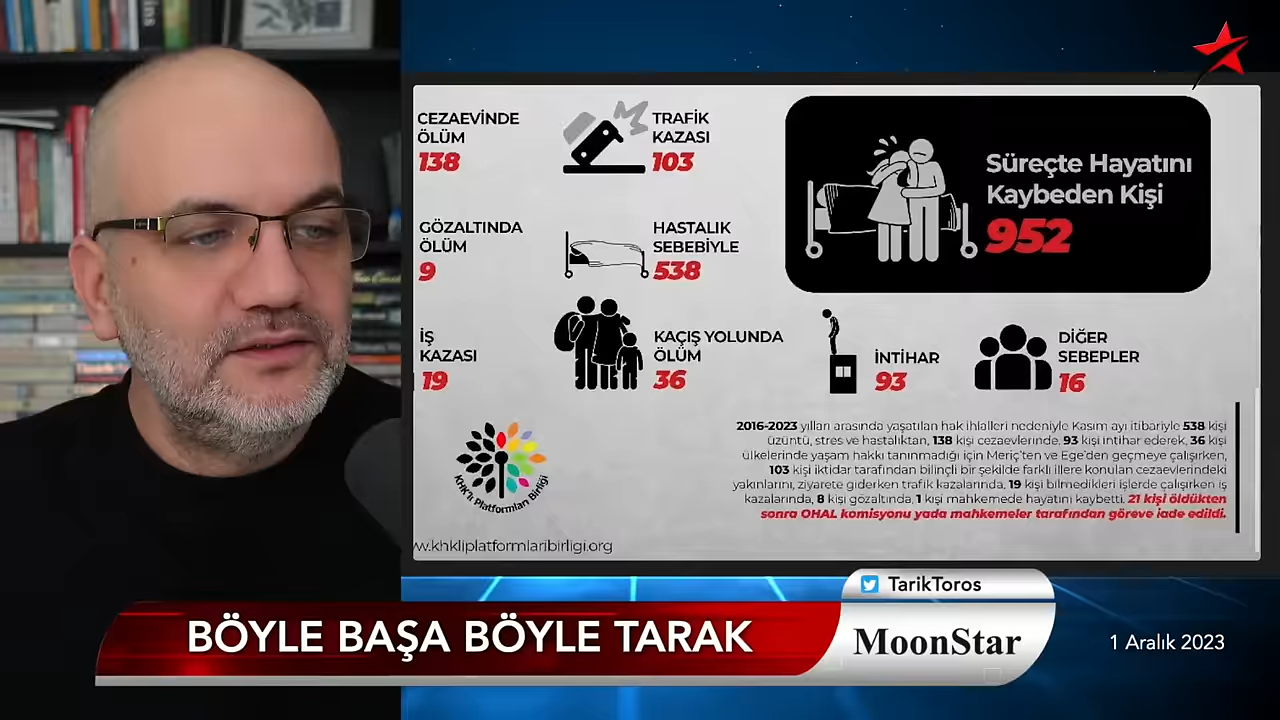 CEZAEVİNDE
ÖLÜM
138
TRAFİK
KAZASI
103
Süreçte Hayatını
Kaybeden Kişi
952
GÖZALTINDA
ÖLÜM
9
HASTALIK
SEBEBİYLE
538
İŞ
KAZASI
19
KAÇIŞ YOLUNDA
ÖLÜM
36
İNTİHAR
93
DİĞER
SEBEPLER
16
KHK'lı Platformları Birliği
2016-2023 yılları arasında yaşatılan hak ihlalleri nedeniyle Kasım ayı itibariyle 538 kişi
üzüntü, stres ve hastalıktan, 138 kişi cezaevlerinde, 93 kişi intihar ederek, 36 kişi
ülkelerinde yaşam hakkı tanınmadığı için Meriç'ten ve Ege'den geçmeye çalışırken,
103 kişi iktidar tarafından bilinçli bir şekilde farklı illere konulan cezaevlerindeki
yakınlarını, ziyarete giderken trafik kazalarında, 19 kişi bilmedikleri işlerde çalışırken iş
kazalarında, 8 kişi gözaltında, 1 kişi mahkemede hayatını kaybetti. 21 kişi öldükten
sonra OHAL komisyonu yada mahkemeler tarafından göreve iade edildi.
w.khkliplatformlaribirligi.org
TarikToros
BÖYLE BAŞA BÖYLE TARAK
MoonStar
1 Aralık 2023